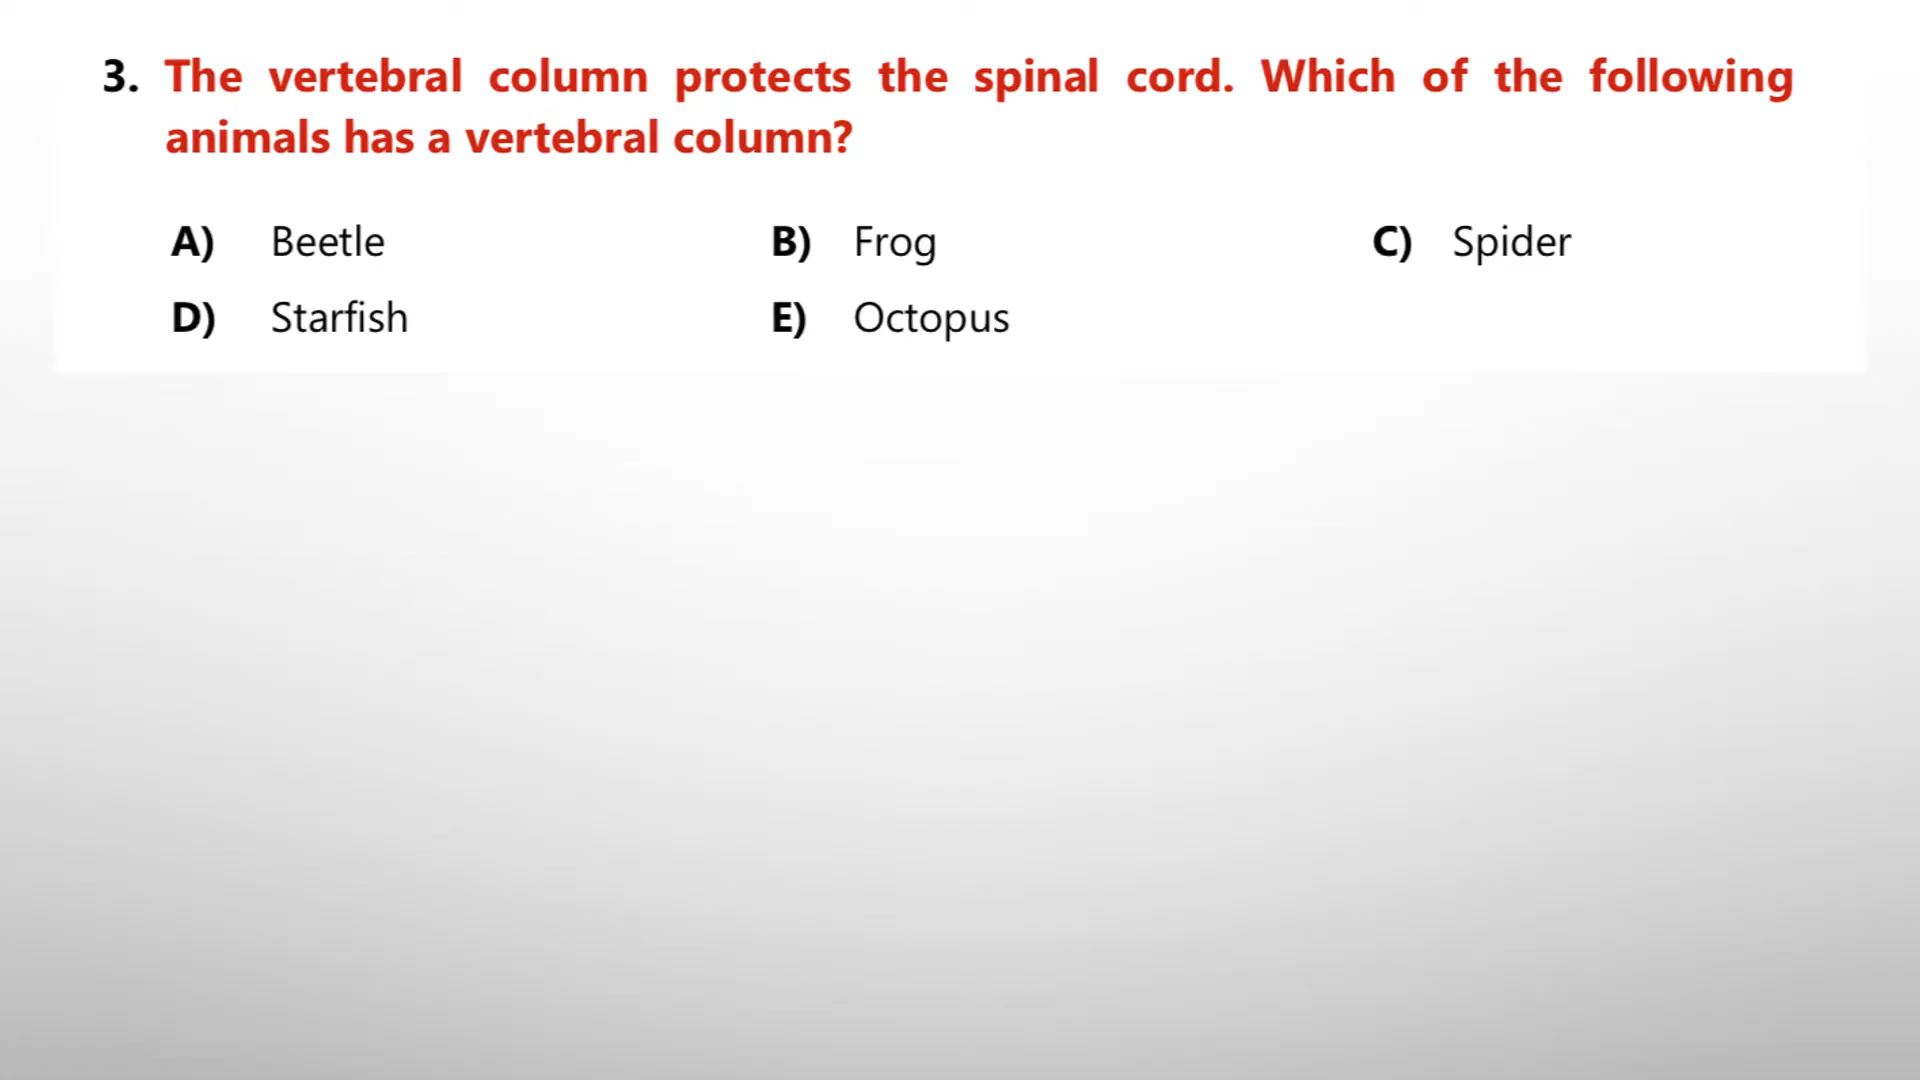 3. The vertebral column protects the spinal cord. Which of the following
animals has a vertebral column?
A) Beetle B) Frog C) Spider
D) Starfish E) Octopus